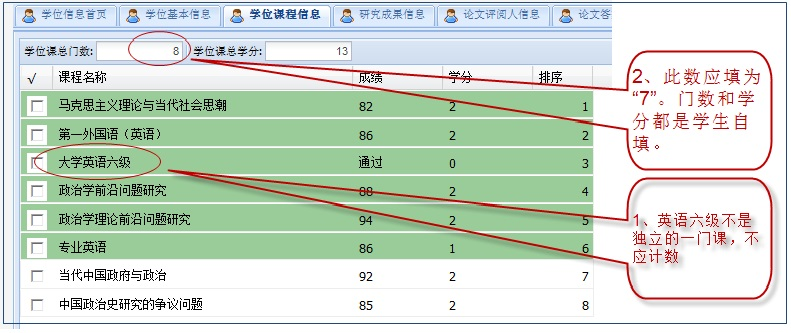 学位信息首页 学位基本信息 学位课程信息 研究成果信息 论文评阅人信息 论文答
学位课总门数: 8 学位课总学分: 13
√ 课程名称 成绩 学分 排序
马克思主义理论与当代社会思潮 82 2 1
第一外国语（英语） 86 2 2
大学英语六级 通过 0 3
政治学前沿问题研究 88 2 4
政治学理论前沿问题研究 94 2 5
专业英语 86 1 6
当代中国政府与政治 92 2 7
中国政治史研究的争议问题 85 2 8
2、此数应填为
“7”。门数和学
分都是学生自
填。
1、英语六级不是
独立的一门课，不
应计数